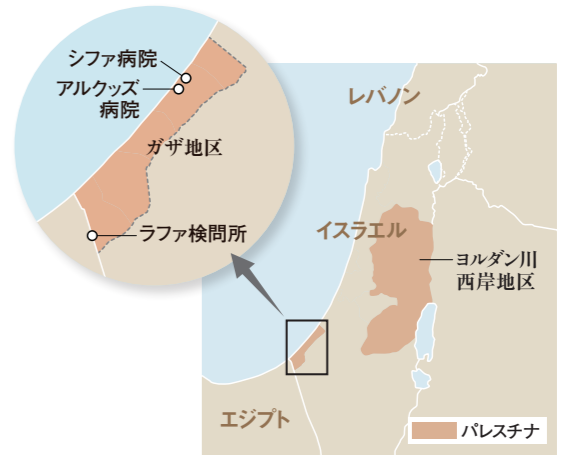 シファ病院
アルクッズ
病院
ガザ地区
ラファ検問所
レバノン
イスラエル
ヨルダン川
西岸地区
エジプト
パレスチナ